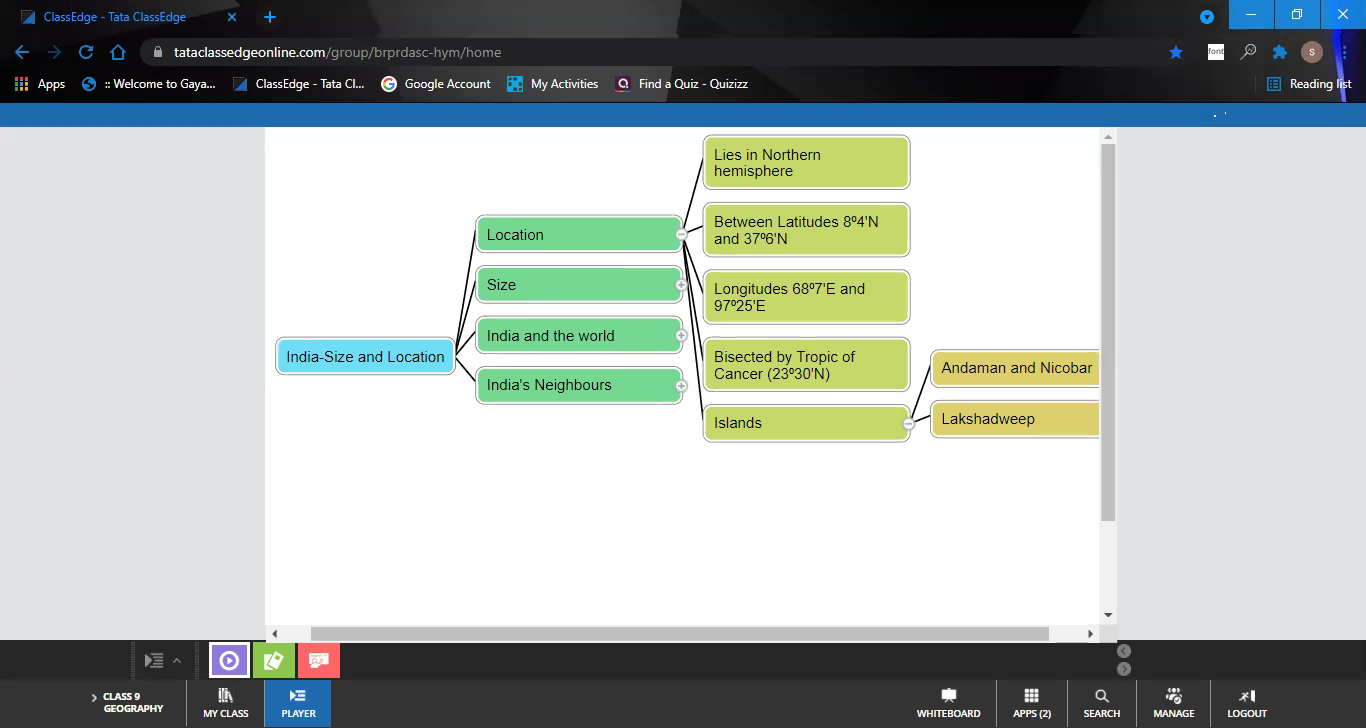 ClassEdge - Tata ClassEdge
tataclassedgeonline.com/group/brprdasc-hym/home
font
S
Apps
:: Welcome to Gaya...
ClassEdge - Tata Cl...
Google Account
My Activities
Find a Quiz - Quizizz
Reading list
India-Size and Location
Location
Size
India and the world
India's Neighbours
Lies in Northern
hemisphere
Between Latitudes 8º4'N
and 37º6'N
Longitudes 68º7'E and
97º25'E
Bisected by Tropic of
Cancer (23º30'N)
Islands
Andaman and Nicobar
Lakshadweep
CLASS 9
GEOGRAPHY
MY CLASS
PLAYER
WHITEBOARD
APPS (2)
SEARCH
MANAGE
LOGOUT